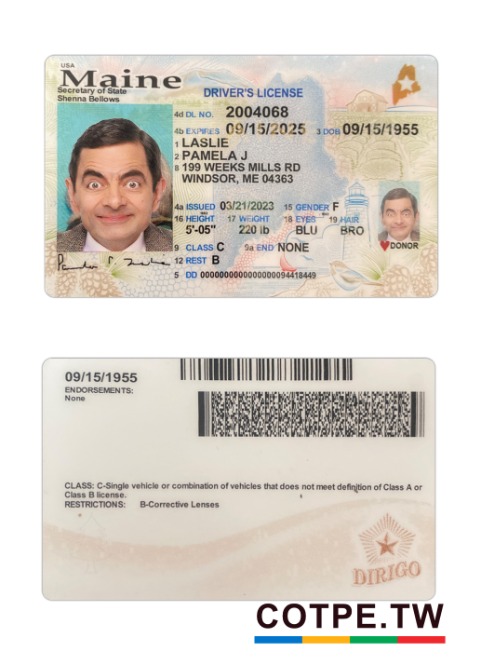 USA
Maine
Secretary of State
Shenna Bellows
DRIVER'S LICENSE
4d DL NO. 2004068
4b EXPIRES 09/15/2025 3 DOB 09/15/1955
1 LASLIE
2 PAMELA J
8 199 WEEKS MILLS RD
WINDSOR, ME 04363
4a ISSUED 03/21/2023 15 GENDER F
16 HEIGHT 17 WEIGHT 18 EYES 19 HAIR
5'-05" 220 lb BLU BRO
9 CLASS C 9a END NONE
DONOR
12 REST B
5 DD 0000000000000000094418449
09/15/1955
ENDORSEMENTS:
None
CLASS: C-Single vehicle or combination of vehicles that does not meet definition of Class A or
Class B license.
RESTRICTIONS: B-Corrective Lenses
DIRIGO
COTPE.TW